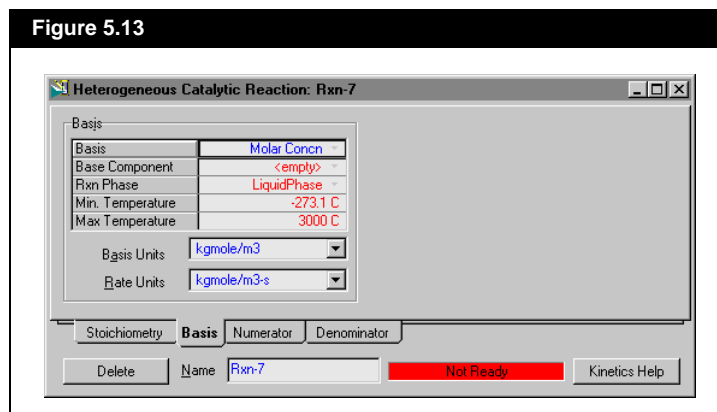 Figure 5.13
Heterogeneous Catalytic Reaction: Rxn-7
Basis
Basis Molar Concn
Base Component <empty>
Rxn Phase LiquidPhase
Min. Temperature -273.1 C
Max Temperature 3000 C
Basis Units kgmole/m3
Rate Units kgmole/m3-s
Stoichiometry Basis Numerator Denominator
Delete Name Rxn-7 Not Ready Kinetics Help